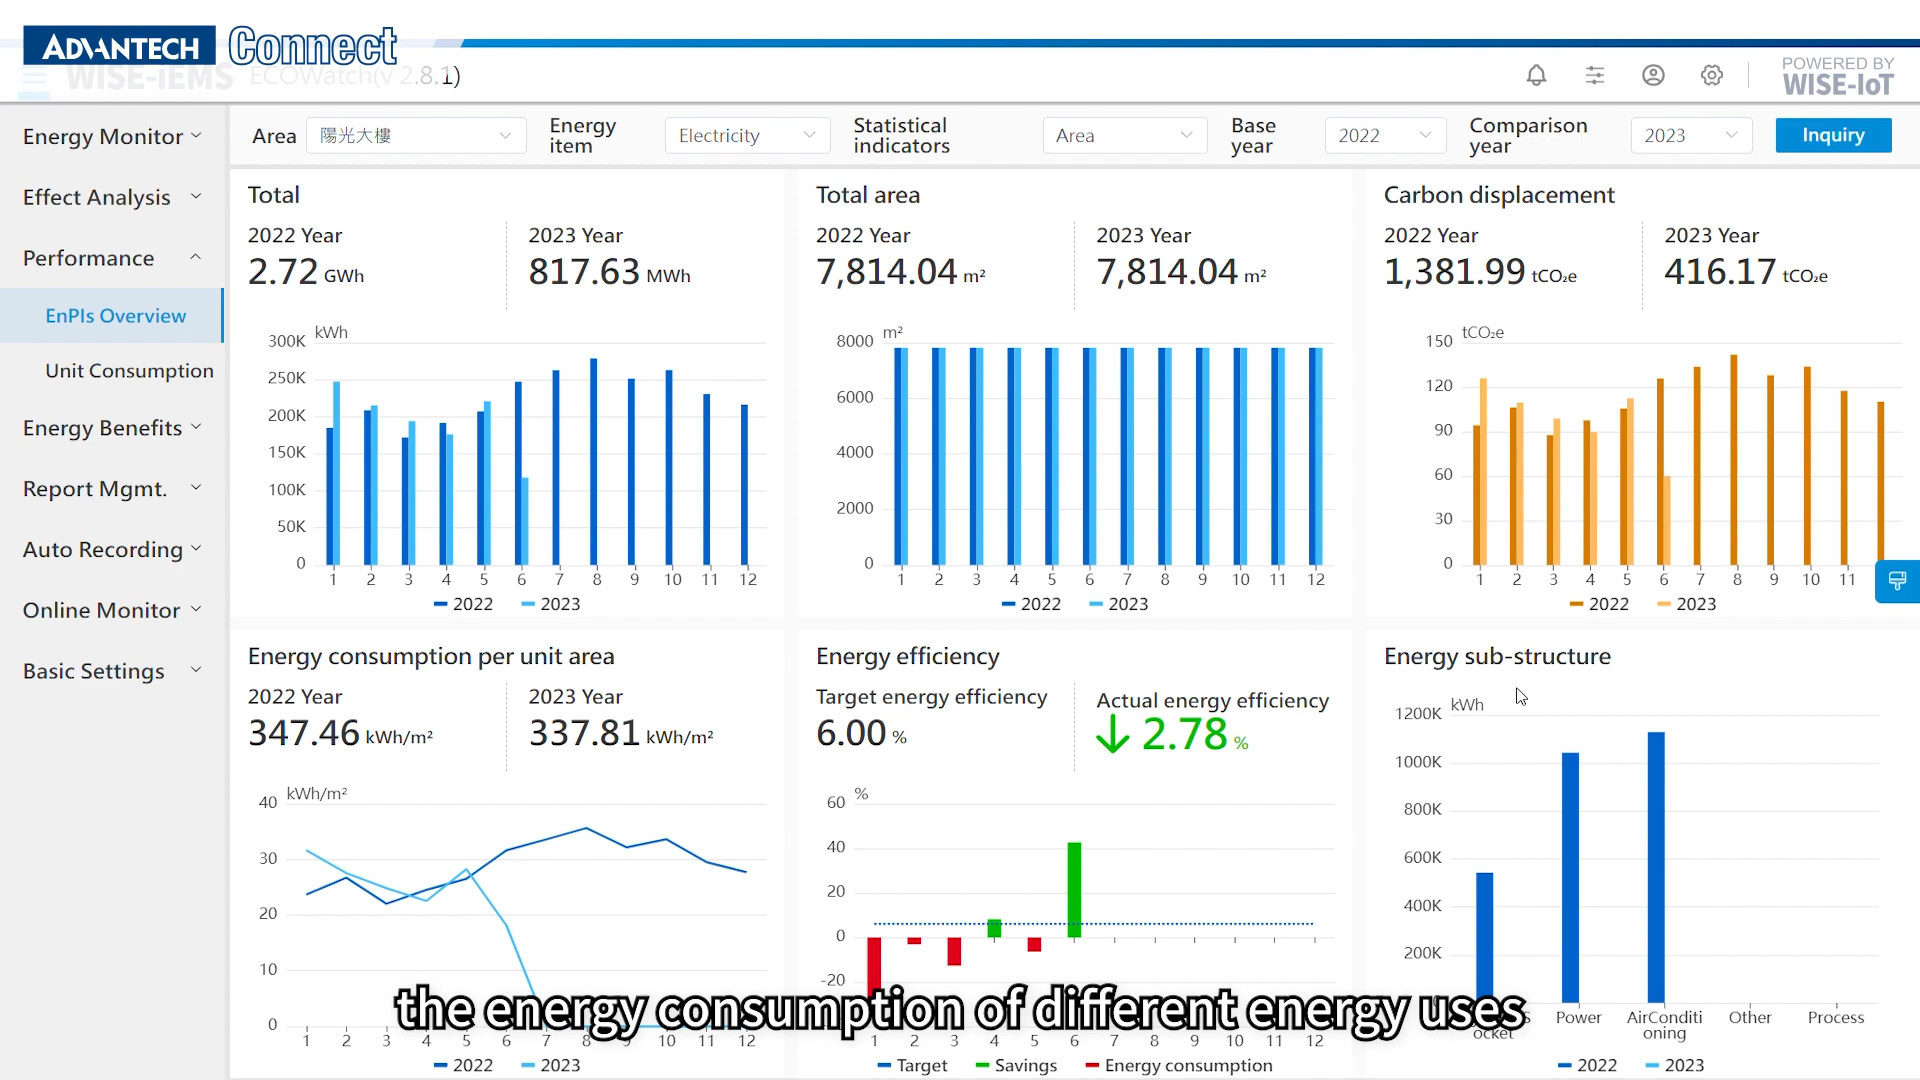 ADVANTECH Connect
WISE-iEMS ECOWatch(v 2.8.1)
POWERED BY
WISE-IoT
Energy Monitor
Effect Analysis
Performance
EnPIs Overview
Unit Consumption
Energy Benefits
Report Mgmt.
Auto Recording
Online Monitor
Basic Settings
Area 陽光大樓 Energy item Electricity Statistical indicators Area Base year 2022 Comparison year 2023 Inquiry
Total
2022 Year 2023 Year
2.72 GWh 817.63 MWh
kWh
300K
250K
200K
150K
100K
50K
0
1 2 3 4 5 6 7 8 9 10 11 12
2022 2023
Total area
2022 Year 2023 Year
7,814.04 m² 7,814.04 m²
m²
8000
6000
4000
2000
0
1 2 3 4 5 6 7 8 9 10 11 12
2022 2023
Carbon displacement
2022 Year 2023 Year
1,381.99 tCO₂e 416.17 tCO₂e
tCO₂e
150
120
90
60
30
0
1 2 3 4 5 6 7 8 9 10 11
2022 2023
Energy consumption per unit area
2022 Year 2023 Year
347.46 kWh/m² 337.81 kWh/m²
kWh/m²
40
30
20
10
0
1 2 3 4 5 6 7 8 9 10 11 12
2022 2023
Energy efficiency
Target energy efficiency Actual energy efficiency
6.00 % ↓ 2.78 %
%
60
40
20
0
-20
1 2 3 4 5 6 7 8 9 10 11 12
Target Savings Energy consumption
Energy sub-structure
kWh
1200K
1000K
800K
600K
400K
200K
Power AirConditi Other Process
ocket oning
2022 2023
the energy consumption of different energy uses